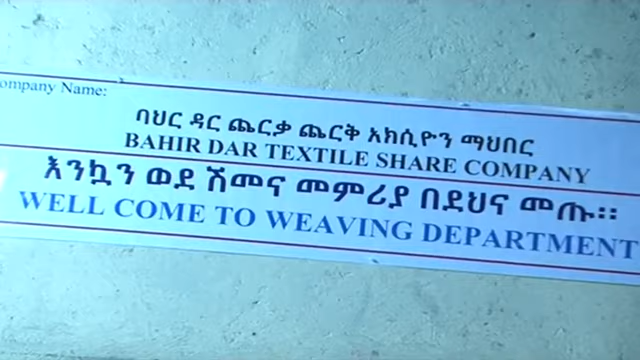 ompany Name:
ባህር ዳር ጨርቃ ጨርቅ አክሲዮን ማህበር
BAHIR DAR TEXTILE SHARE COMPANY
እንኳን ወደ ሽመና መምሪያ በደህና መጡ።
WELL COME TO WEAVING DEPARTMENT